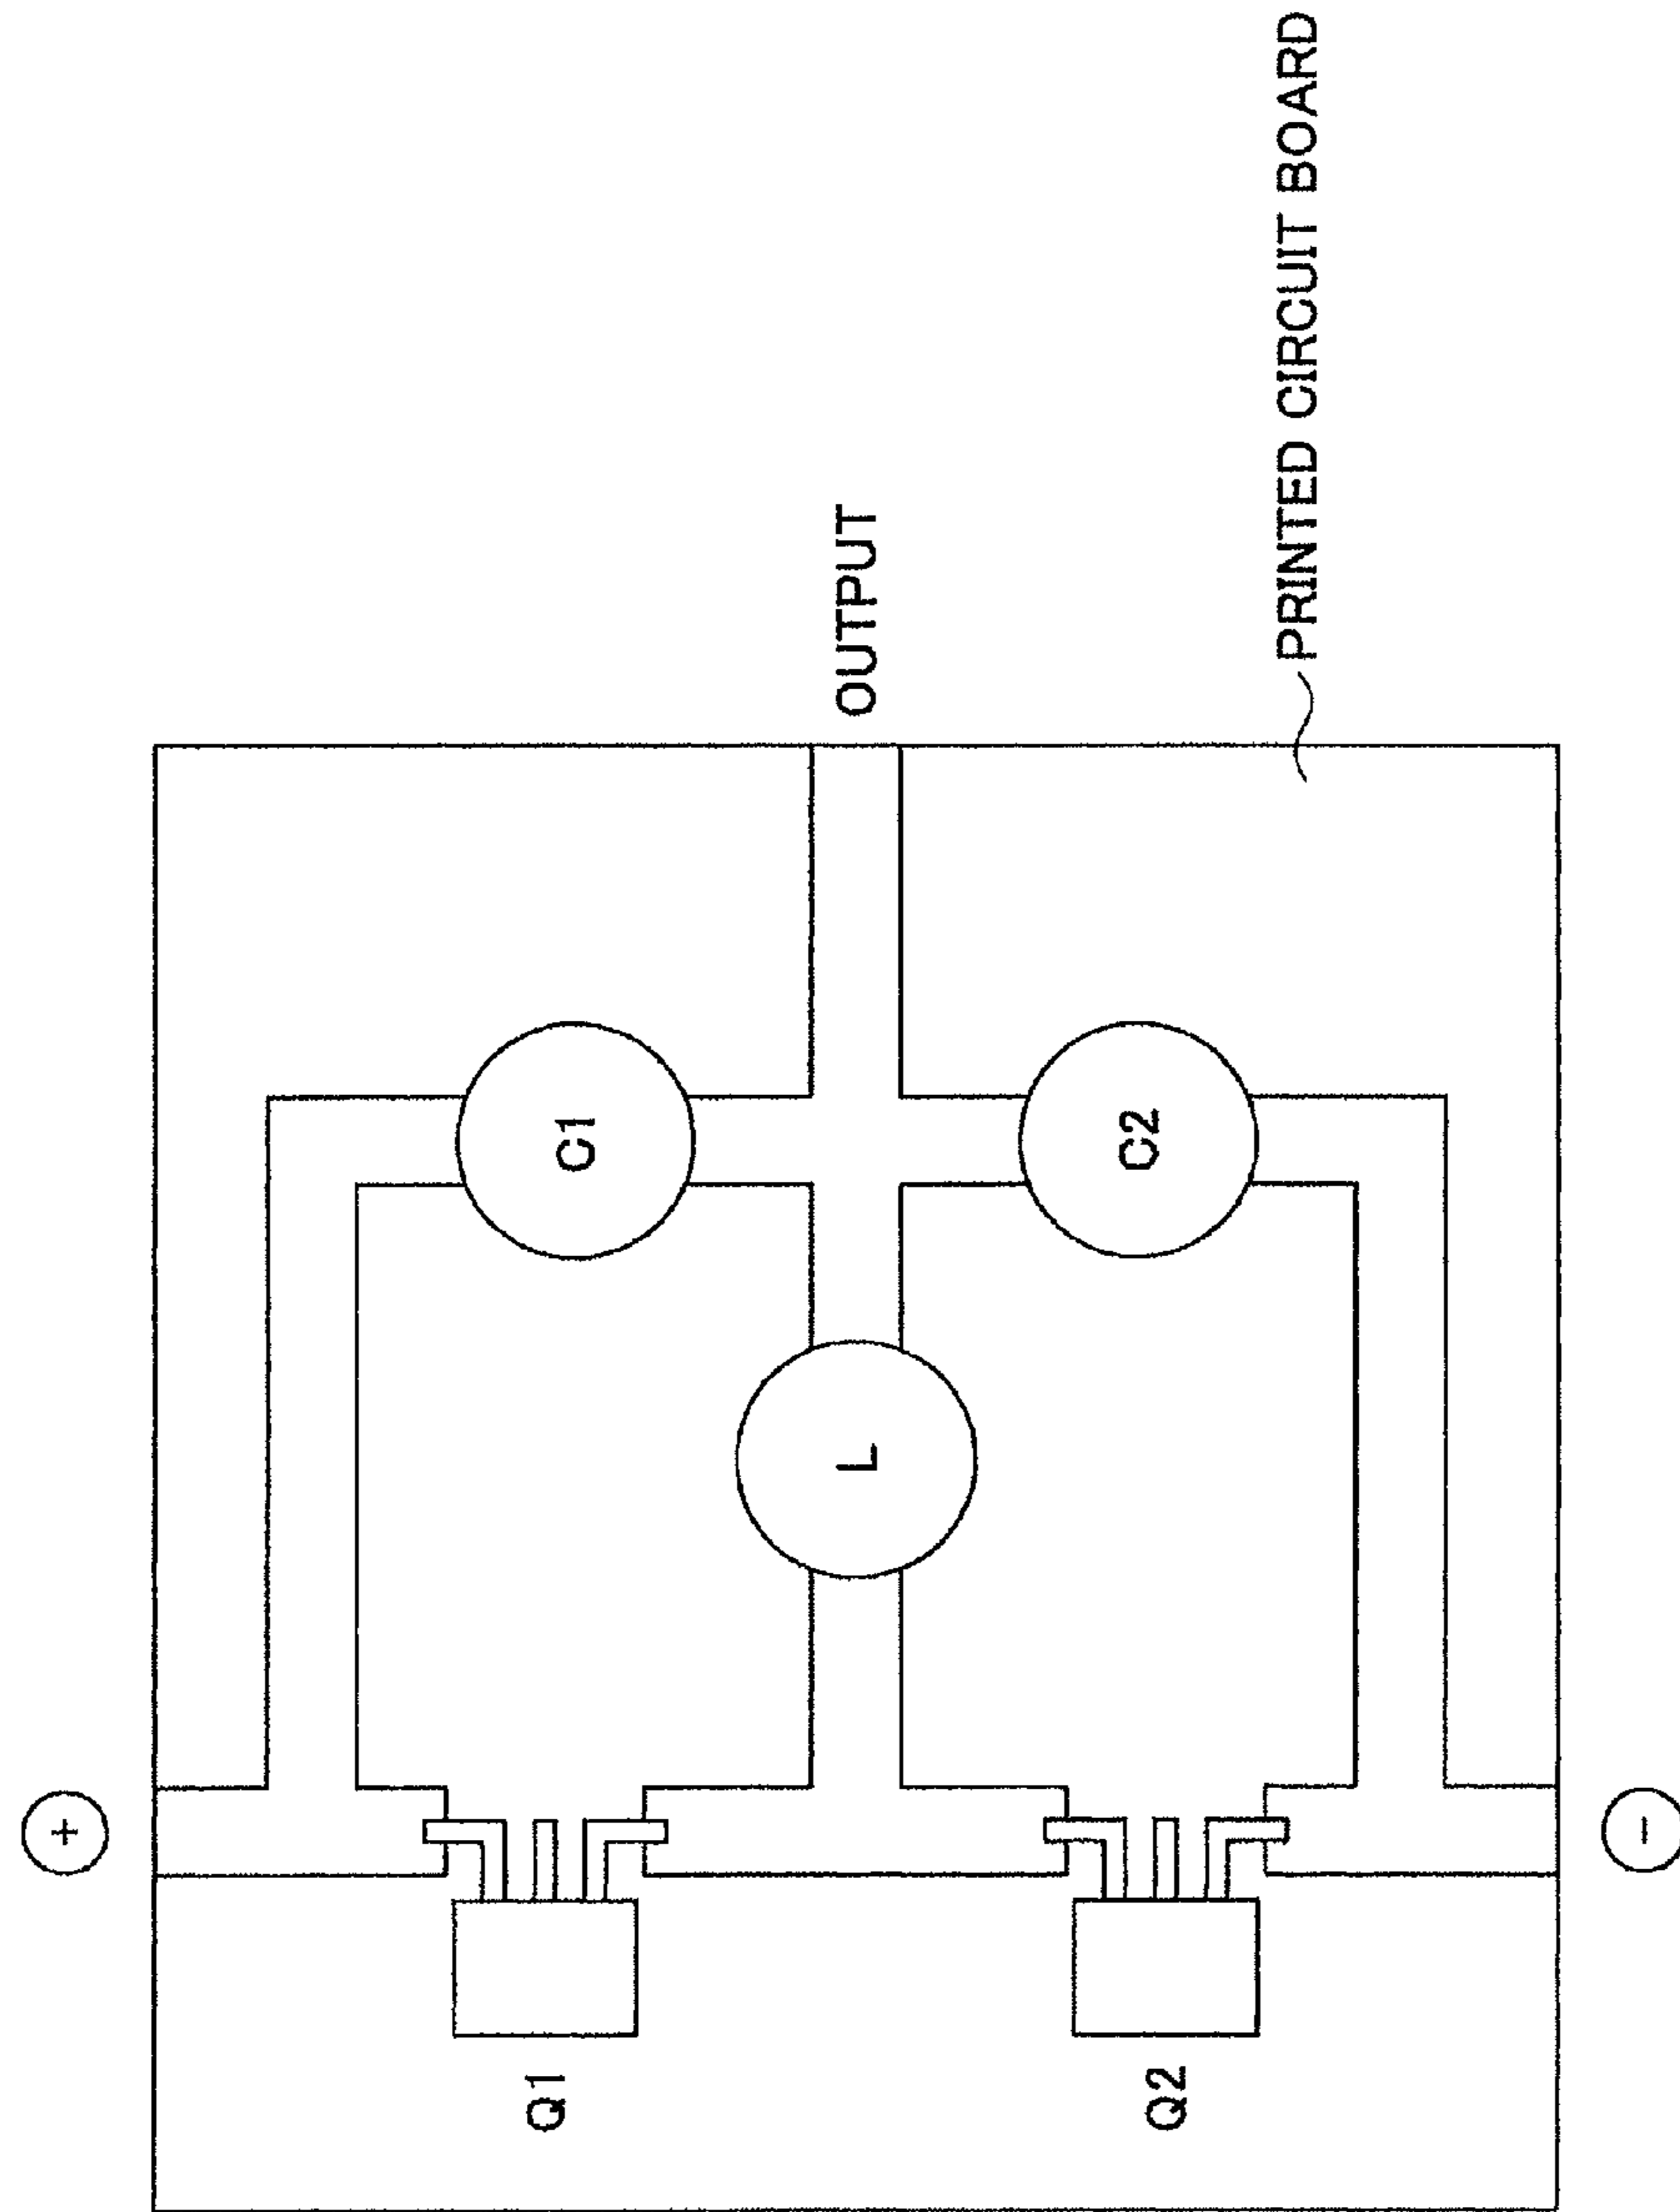 +
OUTPUT
PRINTED CIRCUIT BOARD
C1
C2
L
Q1
Q2
-